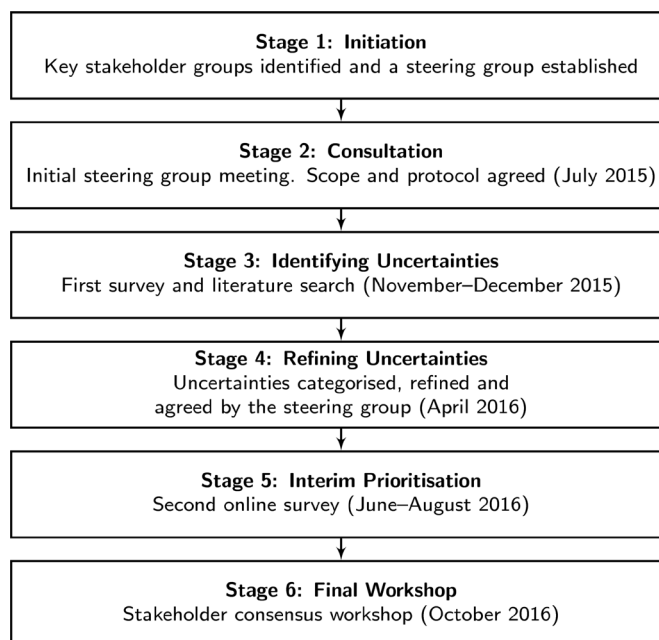 Stage 1: Initiation
Key stakeholder groups identified and a steering group established
Stage 2: Consultation
Initial steering group meeting. Scope and protocol agreed (July 2015)
Stage 3: Identifying Uncertainties
First survey and literature search (November–December 2015)
Stage 4: Refining Uncertainties
Uncertainties categorised, refined and
agreed by the steering group (April 2016)
Stage 5: Interim Prioritisation
Second online survey (June–August 2016)
Stage 6: Final Workshop
Stakeholder consensus workshop (October 2016)